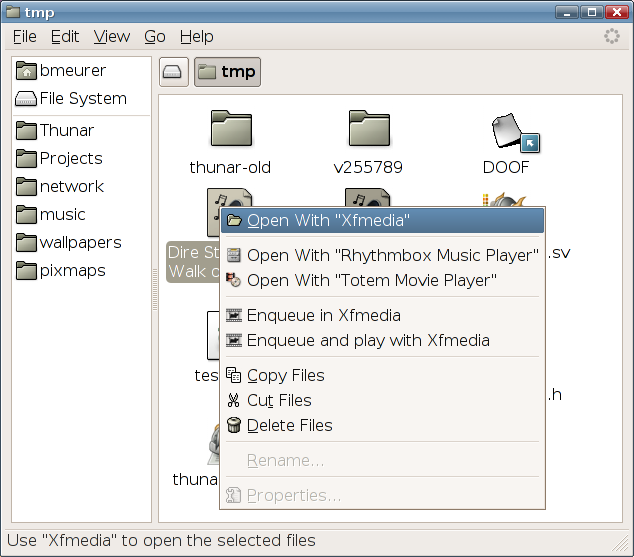 tmp
File Edit View Go Help
bmeurer
File System
Thunar
Projects
network
music
wallpapers
pixmaps
tmp
thunar-old
v255789
DOOF
Dire St
Walk o
.sv
tes
.h
thuna
Open With "Xfmedia"
Open With "Rhythmbox Music Player"
Open With "Totem Movie Player"
Enqueue in Xfmedia
Enqueue and play with Xfmedia
Copy Files
Cut Files
Delete Files
Rename...
Properties...
Use "Xfmedia" to open the selected files